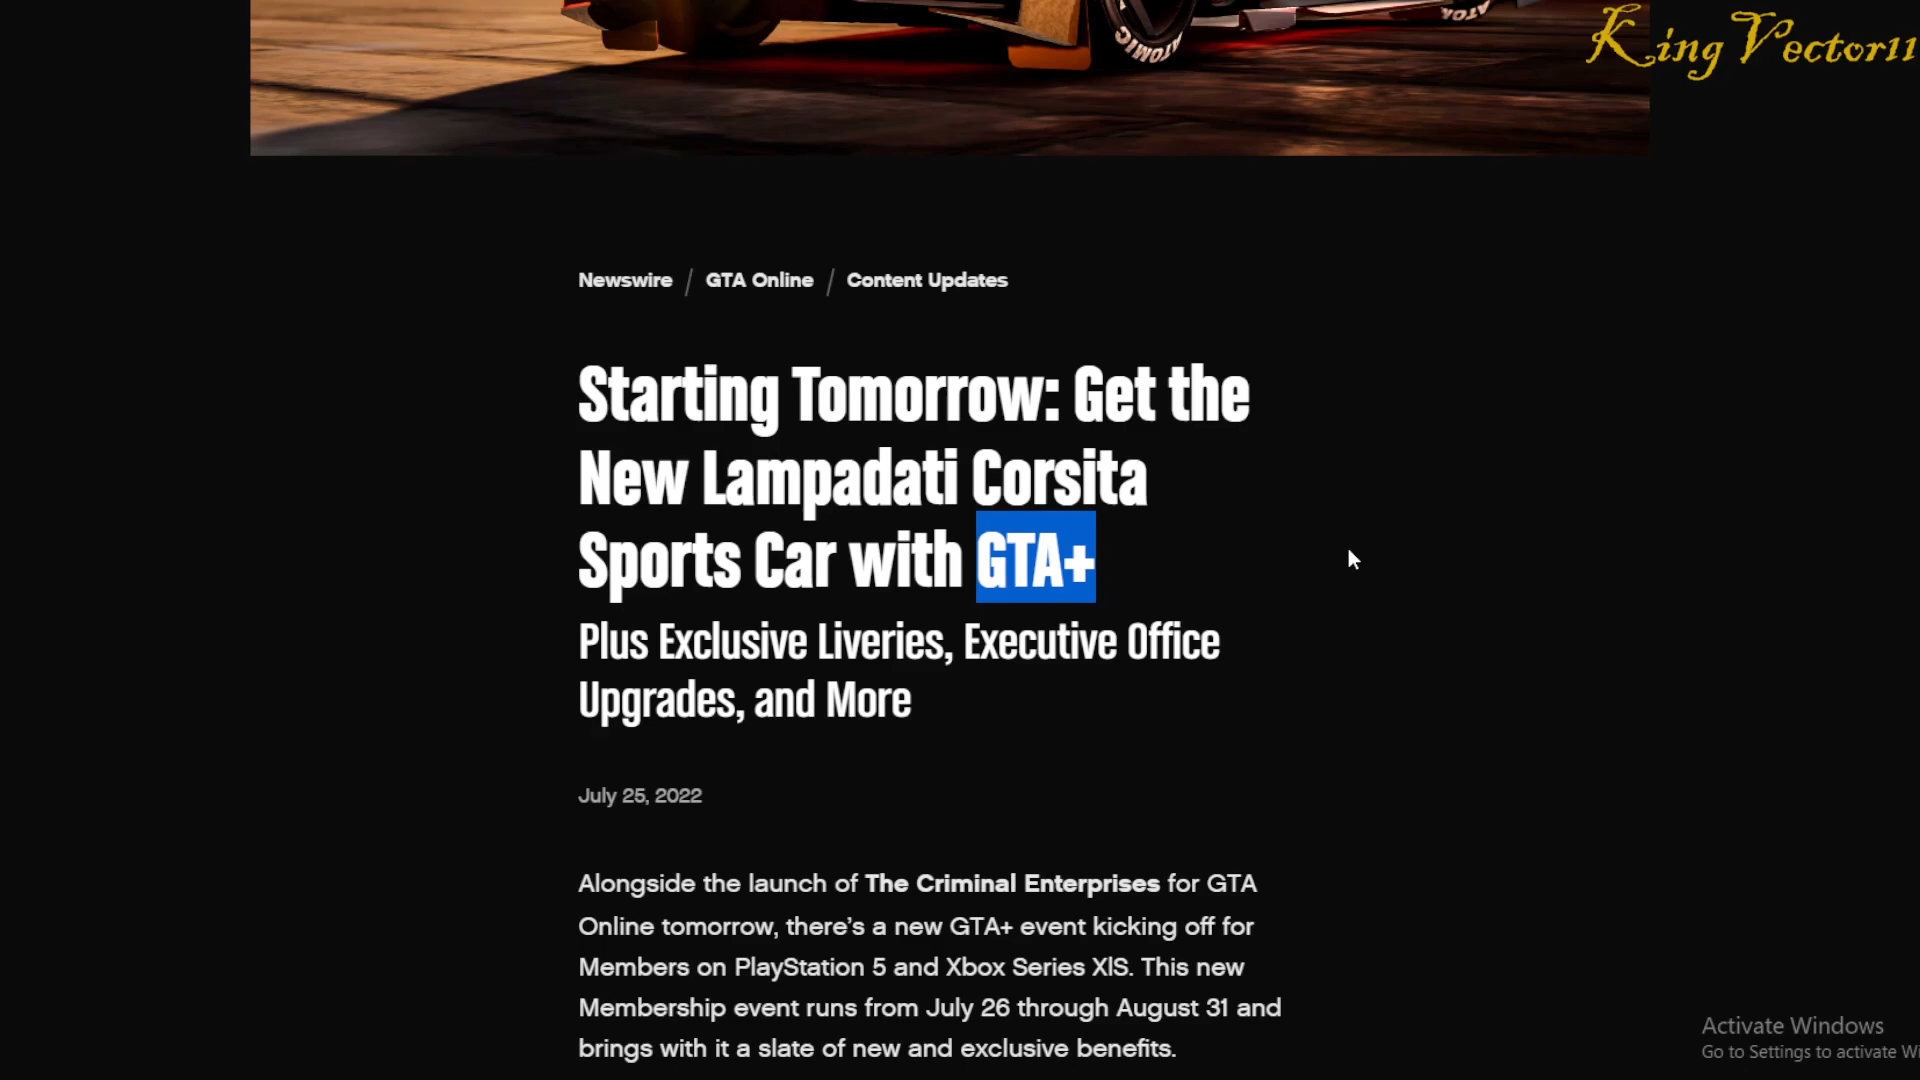 King Vector11
ATOMIC
Newswire / GTA Online / Content Updates
Starting Tomorrow: Get the
New Lampadati Corsita
Sports Car with GTA+
Plus Exclusive Liveries, Executive Office
Upgrades, and More
July 25, 2022
Alongside the launch of The Criminal Enterprises for GTA
Online tomorrow, there’s a new GTA+ event kicking off for
Members on PlayStation 5 and Xbox Series X|S. This new
Membership event runs from July 26 through August 31 and
brings with it a slate of new and exclusive benefits.
Activate Windows
Go to Settings to activate Wi